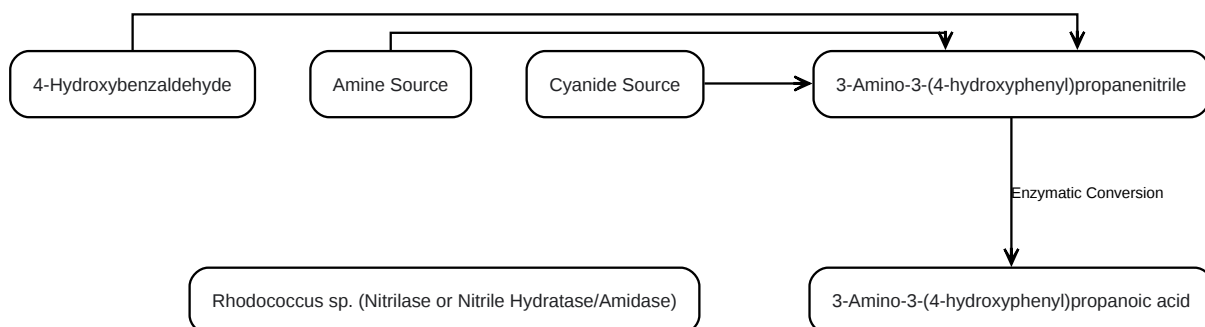 4-Hydroxybenzaldehyde
Amine Source
Cyanide Source
3-Amino-3-(4-hydroxyphenyl)propanenitrile
Enzymatic Conversion
Rhodococcus sp. (Nitrilase or Nitrile Hydratase/Amidase)
3-Amino-3-(4-hydroxyphenyl)propanoic acid